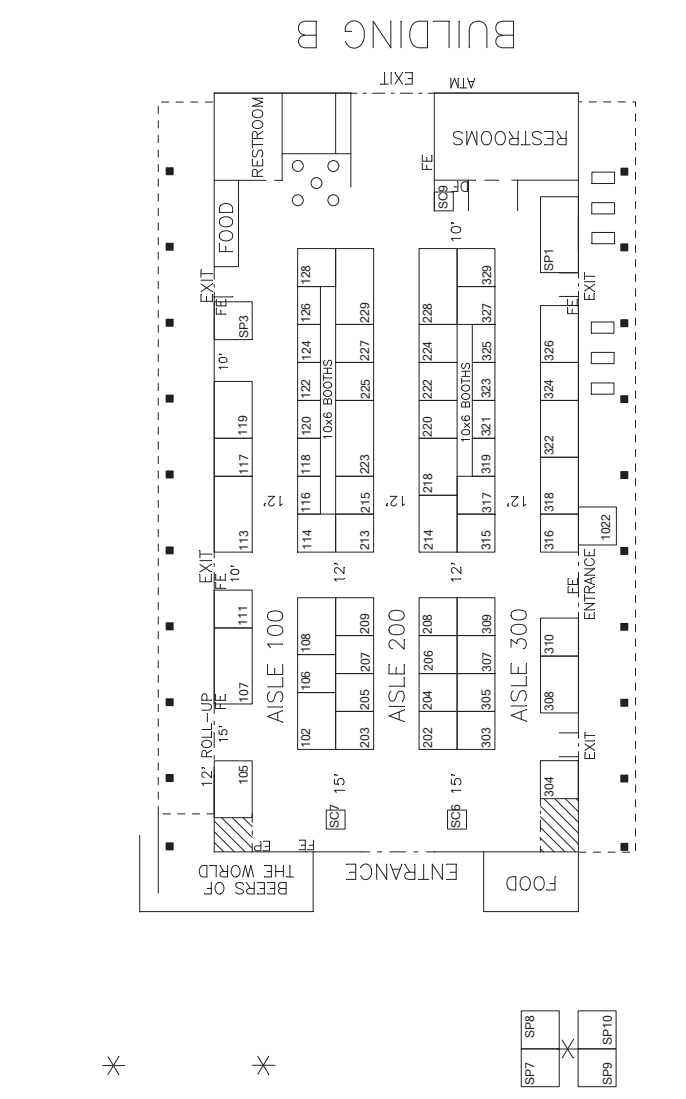 BUILDING B
EXIT
ATM
RESTROOM
RESTROOMS
FE
DF
SC9
FOOD
10'
SP1
EXIT
FE
SP3
EXIT
FE
10'
128
126
124
122
120
118
116
114
10x6 BOOTHS
229
227
225
223
215
213
228
224
222
220
218
214
10x6 BOOTHS
329
327
325
323
321
319
317
315
326
324
322
318
316
1022
119
117
113
12'
12'
12'
EXIT
FE
10'
12'
12'
FE
ENTRANCE
111
107
AISLE 100
108
106
102
209
207
205
203
AISLE 200
208
206
204
202
309
307
305
303
AISLE 300
310
308
FE
12' ROLL-UP
15'
EXIT
105
15'
15'
304
SC7
SC6
EP
FE
BEERS OF
THE WORLD
ENTRANCE
FOOD
SP8
SP10
SP7
SP9